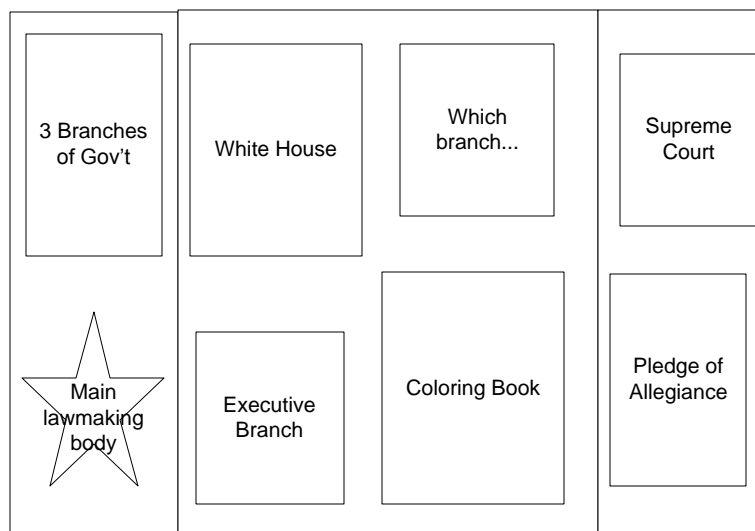 3 Branches
of Gov't
White House
Which
branch...
Supreme
Court
Main
lawmaking
body
Executive
Branch
Coloring Book
Pledge of
Allegiance